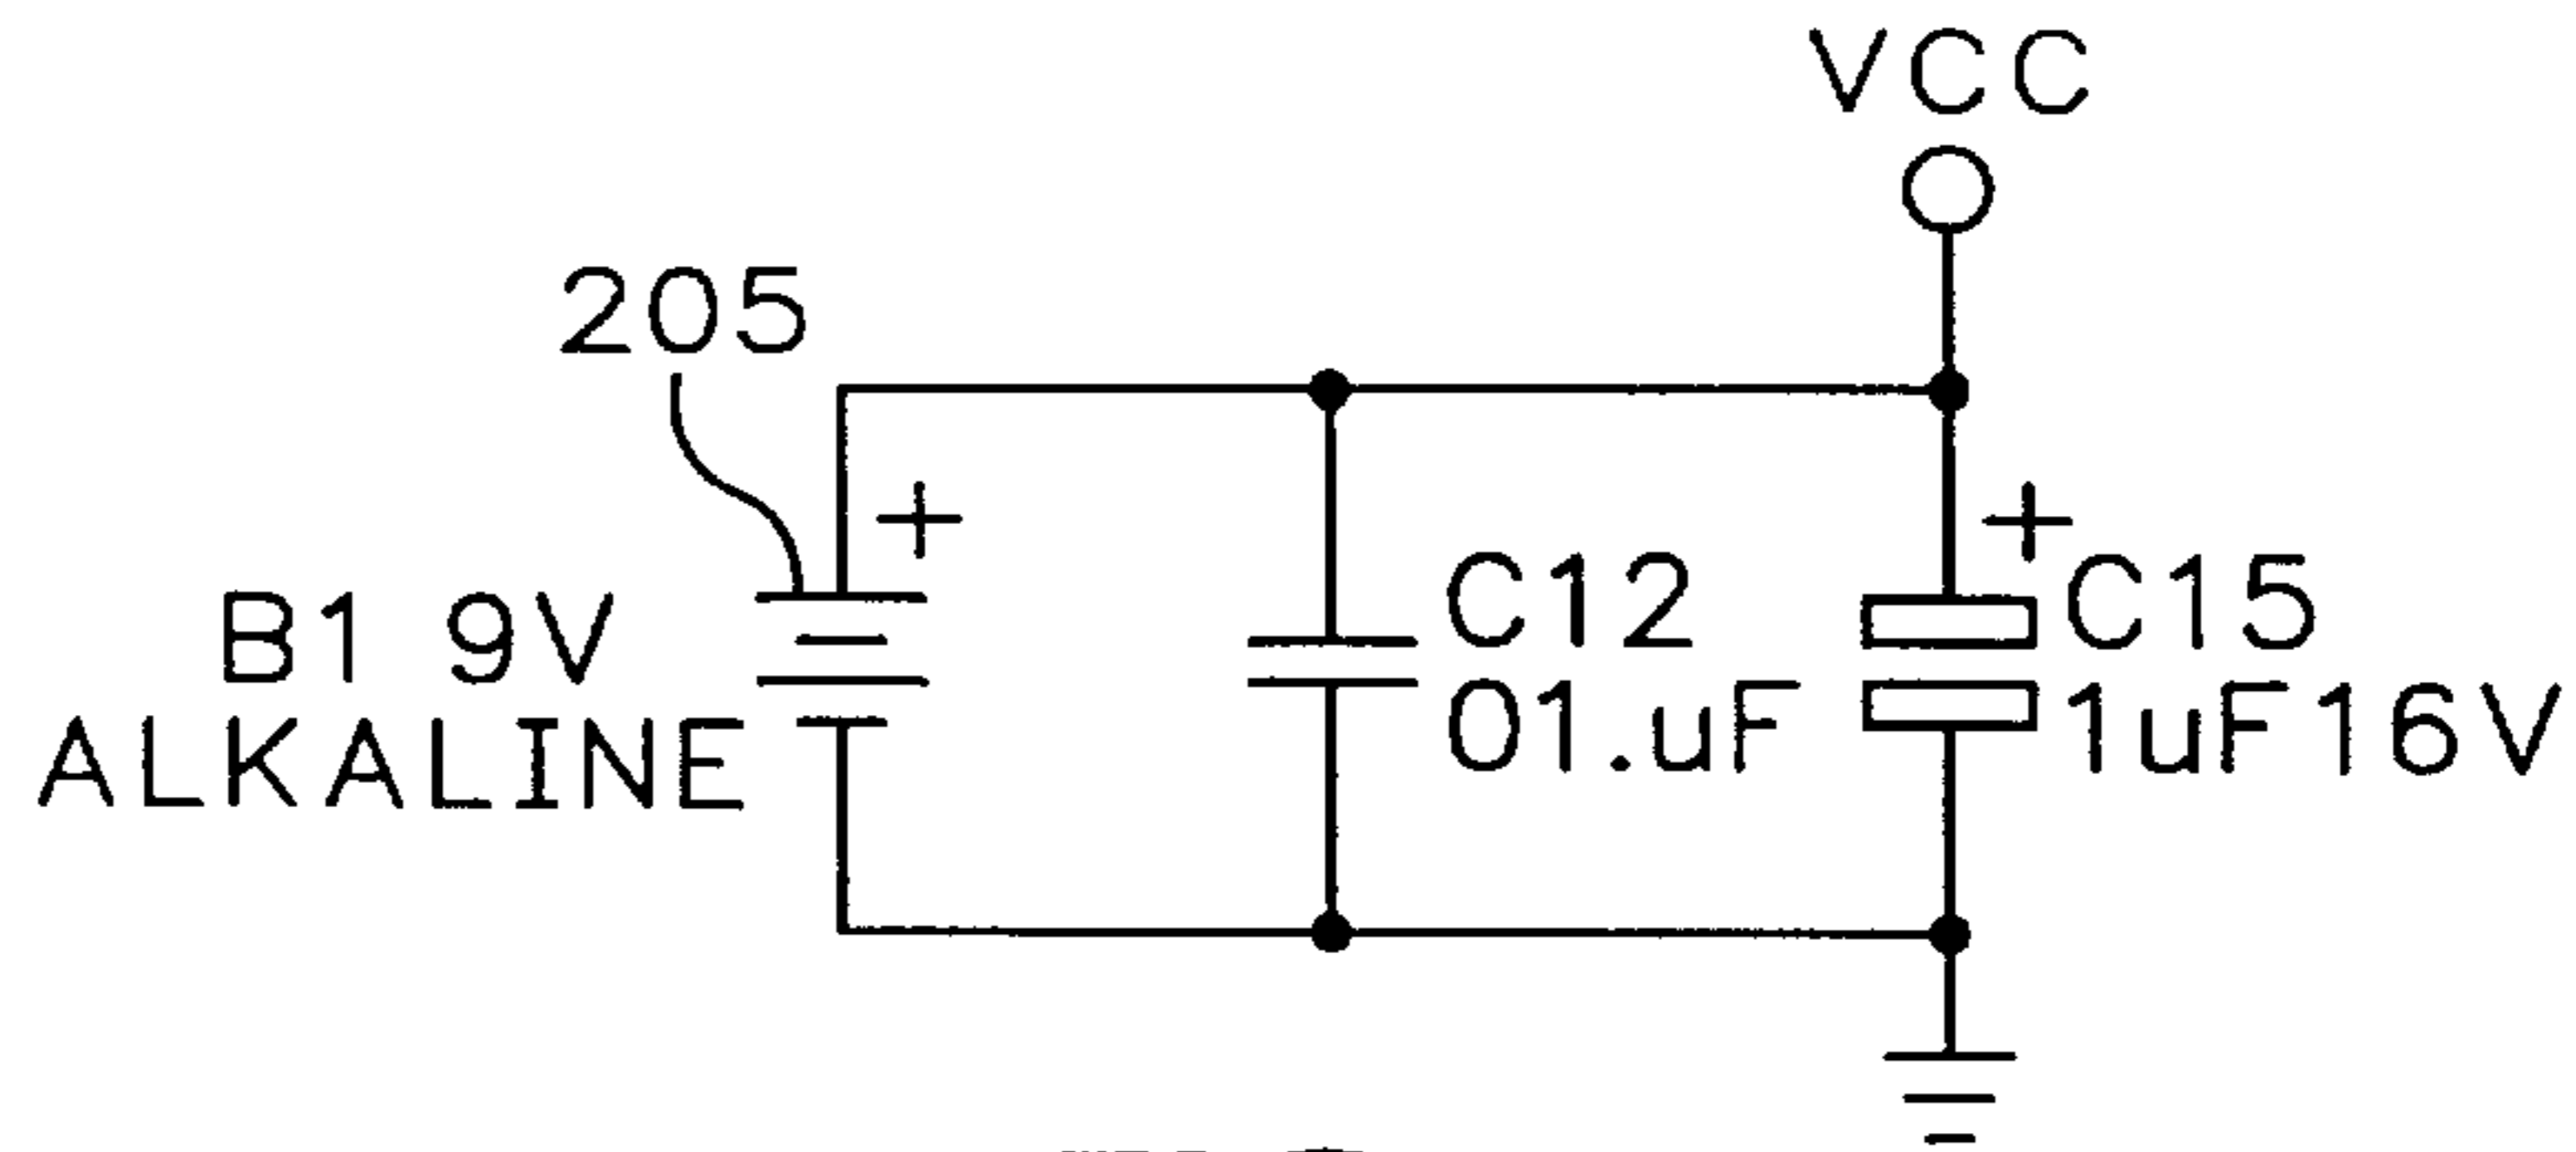 VCC
205
+
+
B1 9V
ALKALINE
C12
01.uF
C15
1uF16V